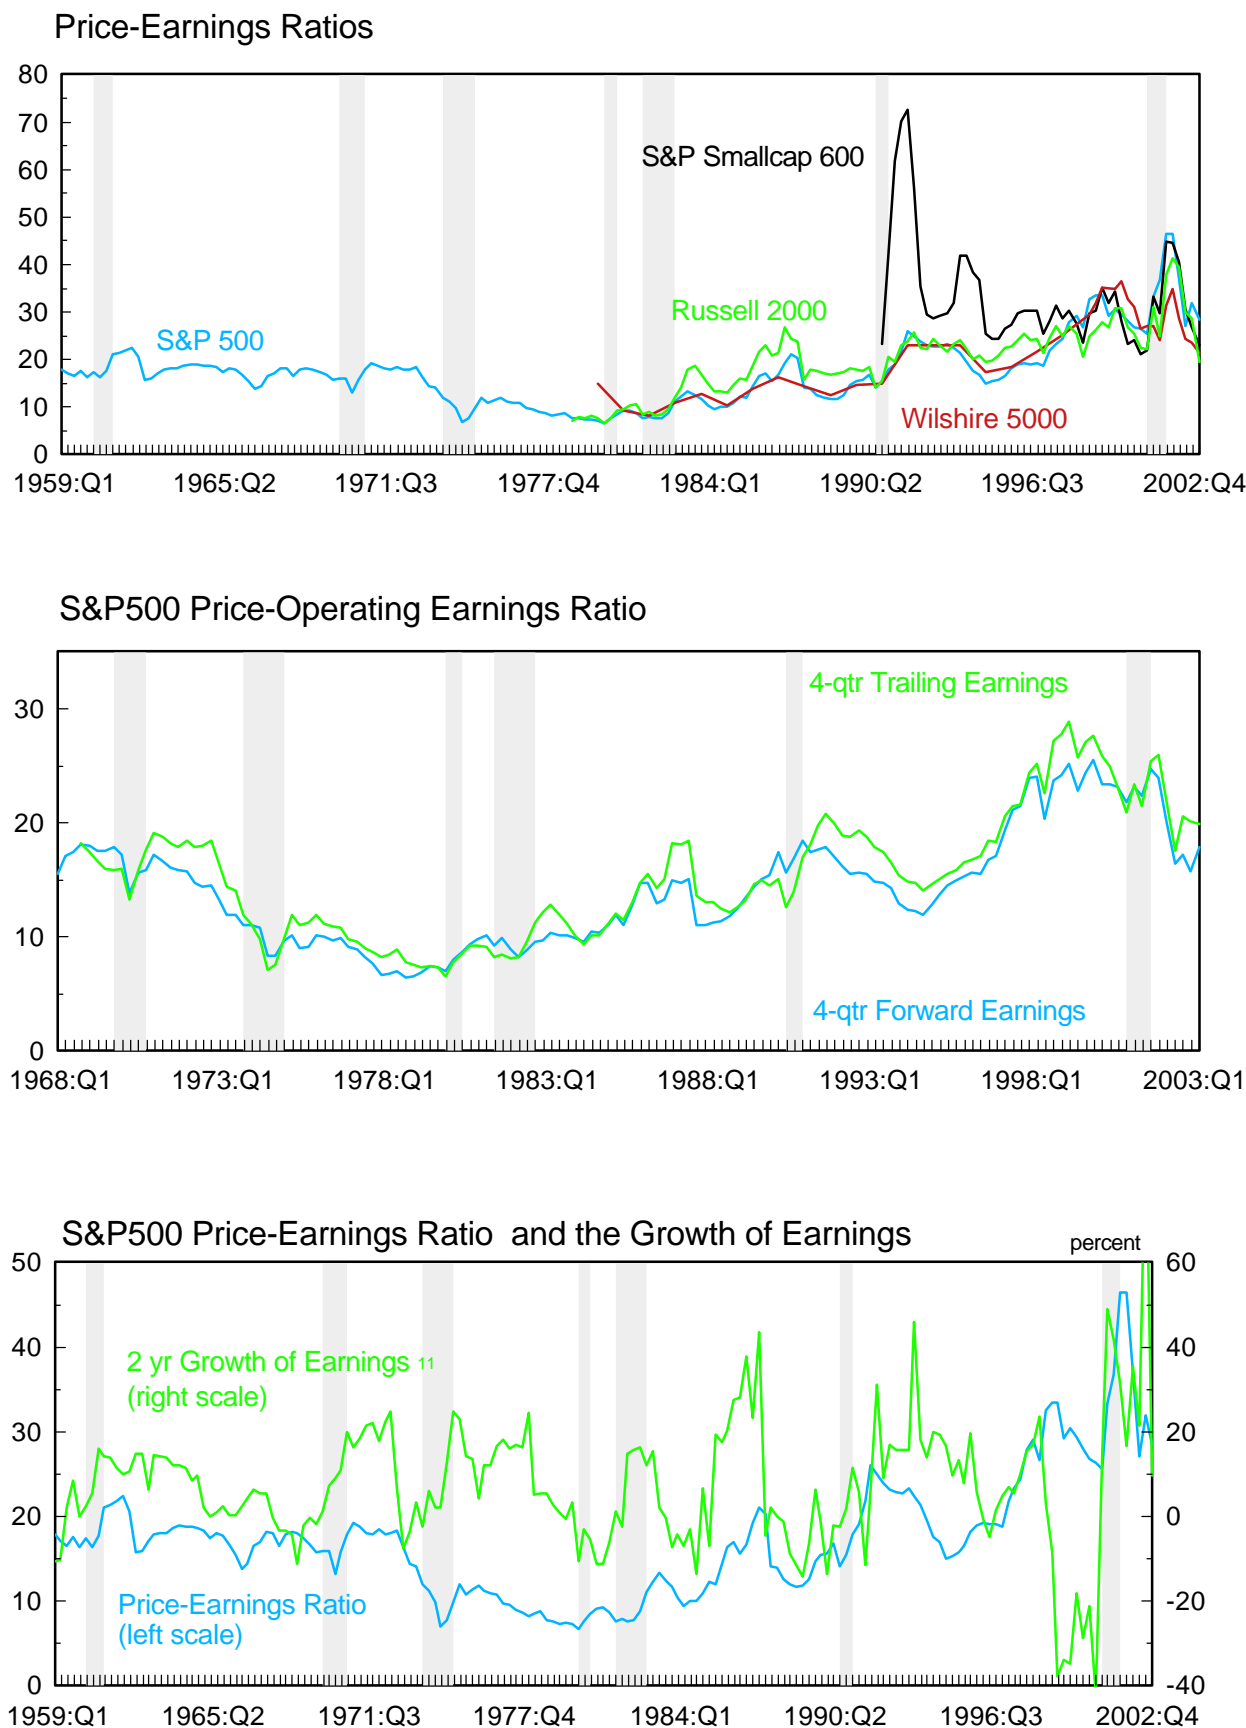 Price-Earnings Ratios
80
70
60
50
40
30
20
10
0
S&P Smallcap 600
Russell 2000
S&P 500
Wilshire 5000
1959:Q1 1965:Q2 1971:Q3 1977:Q4 1984:Q1 1990:Q2 1996:Q3 2002:Q4
S&P500 Price-Operating Earnings Ratio
30
20
10
0
4-qtr Trailing Earnings
4-qtr Forward Earnings
1968:Q1 1973:Q1 1978:Q1 1983:Q1 1988:Q1 1993:Q1 1998:Q1 2003:Q1
S&P500 Price-Earnings Ratio and the Growth of Earnings
percent
50
40
30
20
10
0
60
40
20
0
-20
-40
2 yr Growth of Earnings 11
(right scale)
Price-Earnings Ratio
(left scale)
1959:Q1 1965:Q2 1971:Q3 1977:Q4 1984:Q1 1990:Q2 1996:Q3 2002:Q4